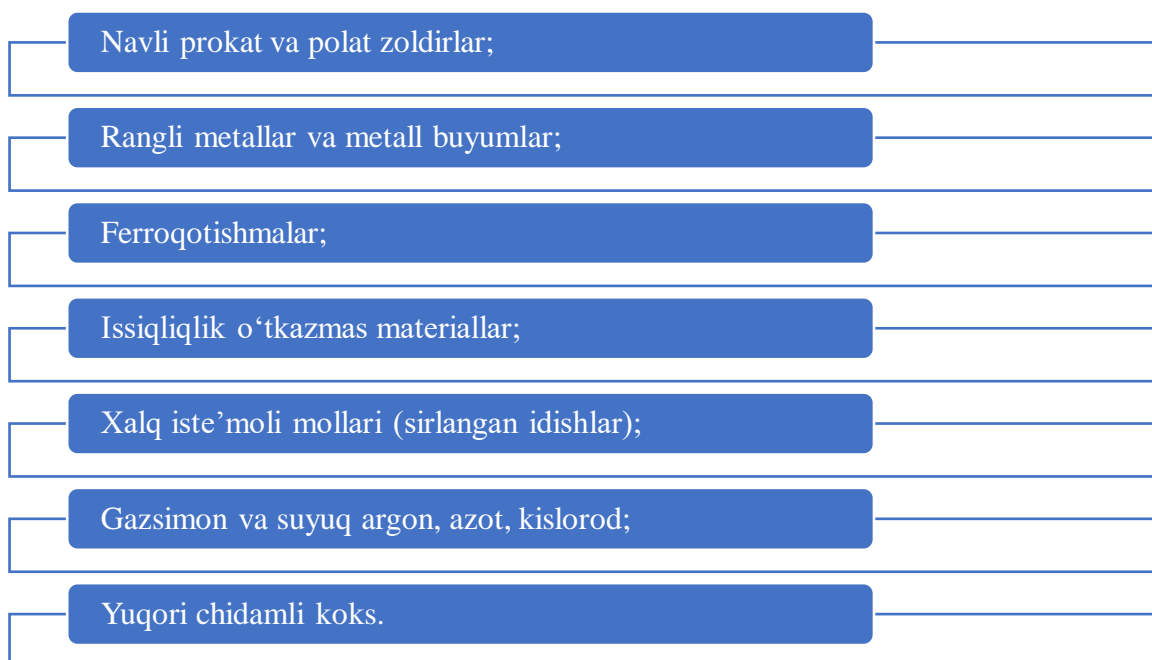 Navli prokat va polat zoldirlar;
Rangli metallar va metall buyumlar;
Ferroqotishmalar;
Issiqliqlik o‘tkazmas materiallar;
Xalq iste’moli mollari (sirlangan idishlar);
Gazsimon va suyuq argon, azot, kislorod;
Yuqori chidamli koks.